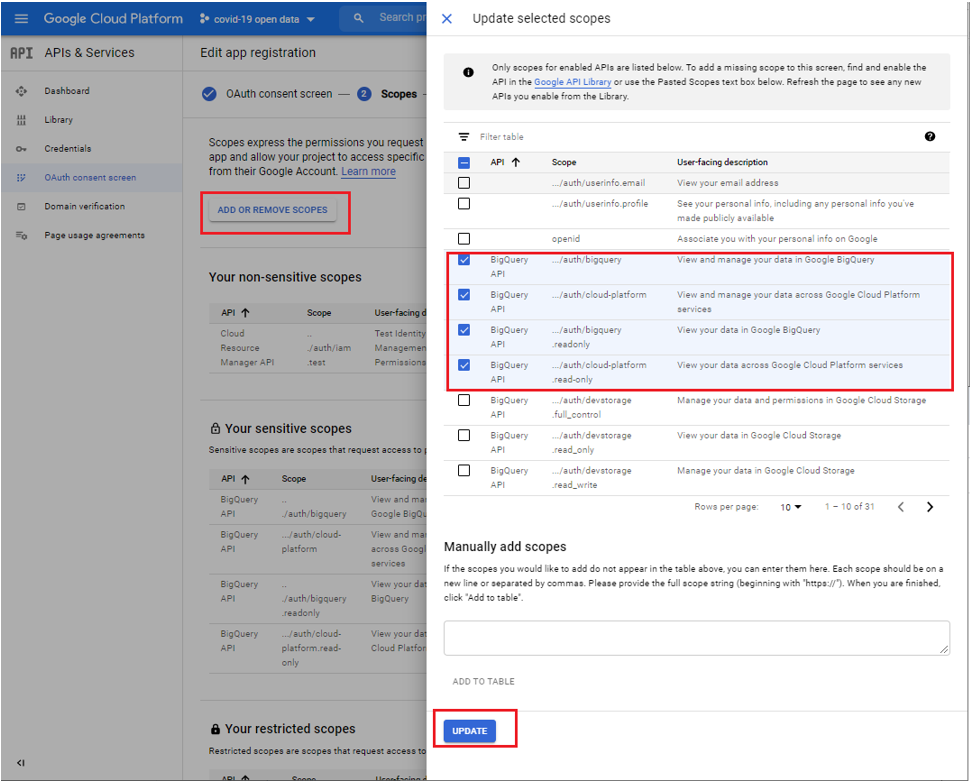 Google Cloud Platform
covid-19 open data
Search pr
API APIs & Services
Dashboard
Library
Credentials
OAuth consent screen
Domain verification
Page usage agreements
Edit app registration
OAuth consent screen — 2 Scopes
Scopes express the permissions you request
app and allow your project to access specific
from their Google Account. Learn more
ADD OR REMOVE SCOPES
Your non-sensitive scopes
API Scope User-facing d
Cloud .. Test Identity
Resource ./auth/iam Management
Manager API .test Permissions
Your sensitive scopes
Sensitive scopes are scopes that request access to p
API Scope User-facing de
BigQuery .. View and ma
API ./auth/bigquery Google BigQu
BigQuery .../auth/cloud- View and ma
API platform across Googl
services
BigQuery .. View your dat
API ./auth/bigquery BigQuery
.readonly
BigQuery .../auth/cloud- View your dat
API platform.read- Cloud Platfor
only
Your restricted scopes
Restricted scopes are scopes that request access to
API Scope User-facing d
Update selected scopes
Only scopes for enabled APIs are listed below. To add a missing scope to this screen, find and enable the
API in the Google API Library or use the Pasted Scopes text box below. Refresh the page to see any new
APIs you enable from the Library.
Filter table
API Scope User-facing description
.../auth/userinfo.email View your email address
.../auth/userinfo.profile See your personal info, including any personal info you've
made publicly available
openid Associate you with your personal info on Google
BigQuery .../auth/bigquery View and manage your data in Google BigQuery
API
BigQuery .../auth/cloud-platform View and manage your data across Google Cloud Platform
API services
BigQuery .../auth/bigquery View your data in Google BigQuery
API .readonly
BigQuery .../auth/cloud-platform View your data across Google Cloud Platform services
API .read-only
BigQuery .../auth/devstorage Manage your data and permissions in Google Cloud Storage
API .full_control
BigQuery .../auth/devstorage View your data in Google Cloud Storage
API .read_only
BigQuery .../auth/devstorage Manage your data in Google Cloud Storage
API .read_write
Rows per page: 10 1 – 10 of 31
Manually add scopes
If the scopes you would like to add do not appear in the table above, you can enter them here. Each scope should be on a
new line or separated by commas. Please provide the full scope string (beginning with "https://"). When you are finished,
click "Add to table".
ADD TO TABLE
UPDATE